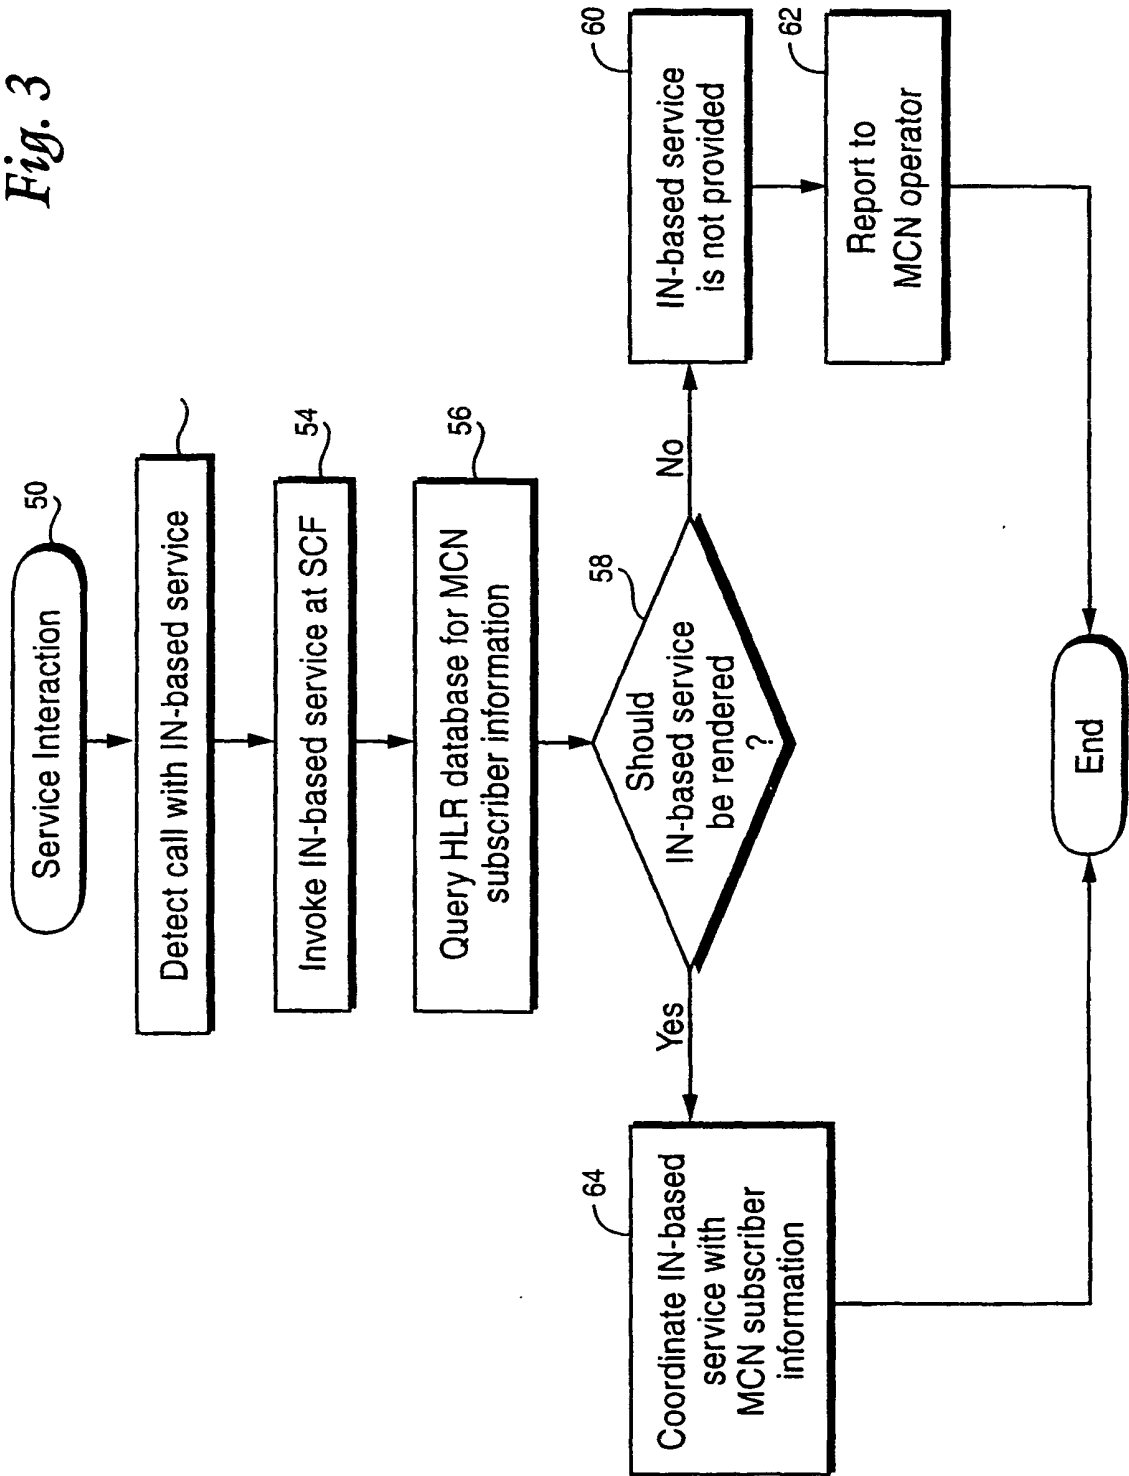 Fig. 3
Service Interaction
50
Detect call with IN-based service
Invoke IN-based service at SCF
54
Query HLR database for MCN
subscriber information
56
Should
IN-based service
be rendered
?
58
No
IN-based service
is not provided
60
Report to
MCN operator
62
Yes
Coordinate IN-based
service with
MCN subscriber
information
64
End